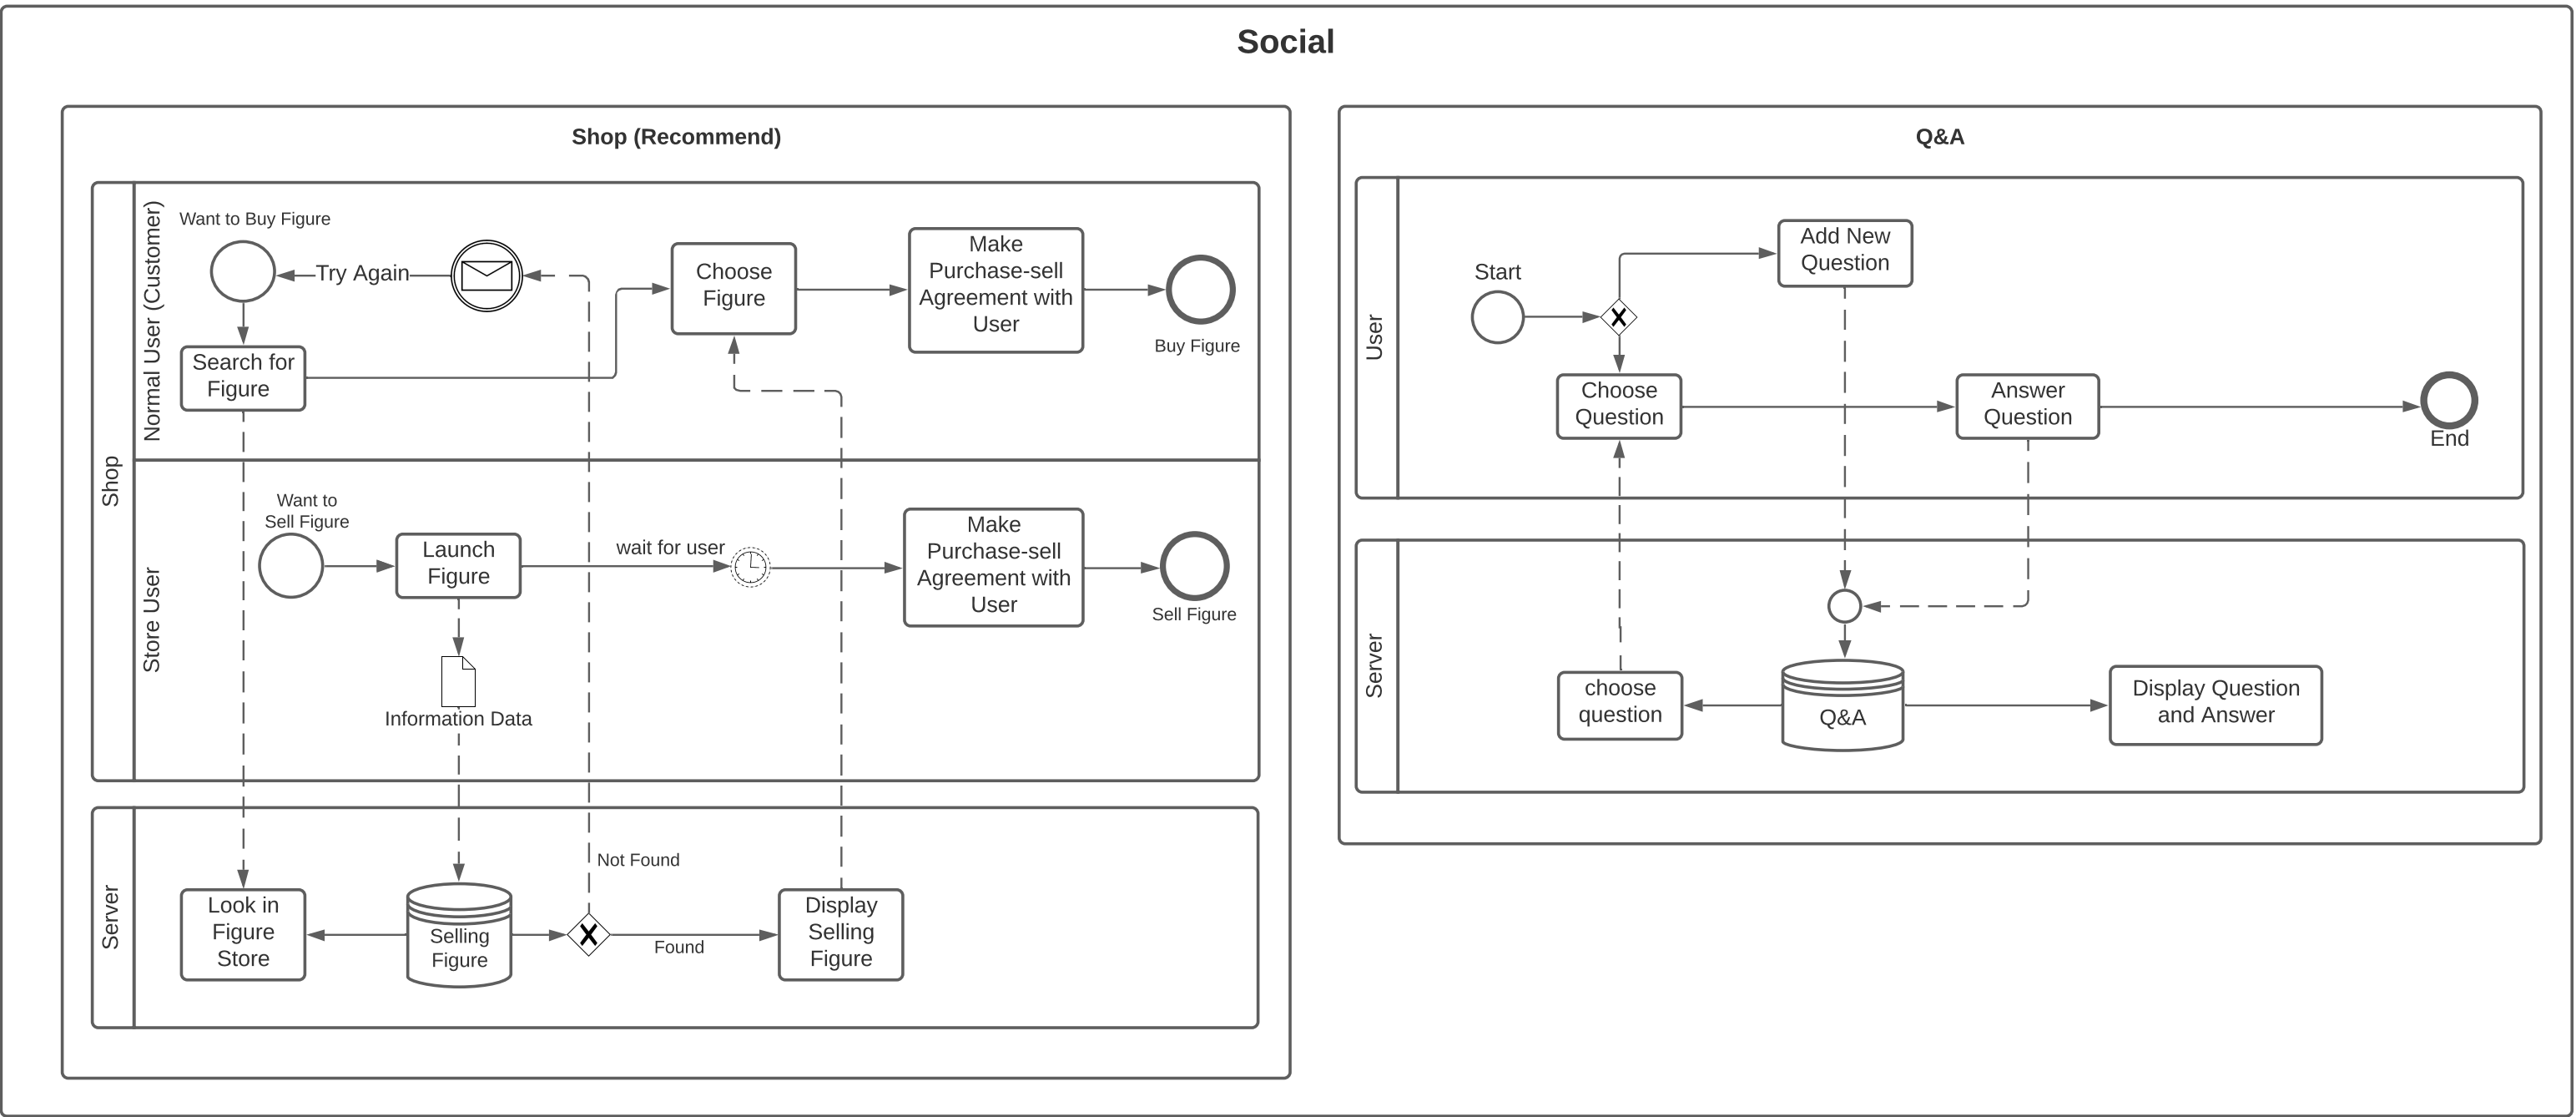 Social
Shop (Recommend)
Shop
Normal User (Customer)
Want to Buy Figure
Try Again
Search for
Figure
Choose
Figure
Make
Purchase-sell
Agreement with
User
Buy Figure
Store User
Want to
Sell Figure
Launch
Figure
wait for user
Make
Purchase-sell
Agreement with
User
Sell Figure
Information Data
Server
Look in
Figure
Store
Selling
Figure
Not Found
Found
Display
Selling
Figure
Q&A
User
Start
Add New
Question
Choose
Question
Answer
Question
End
Server
choose
question
Q&A
Display Question
and Answer